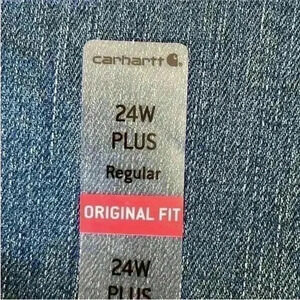 carhartt
24W
PLUS
Regular
ORIGINAL FIT
24W
PLUS